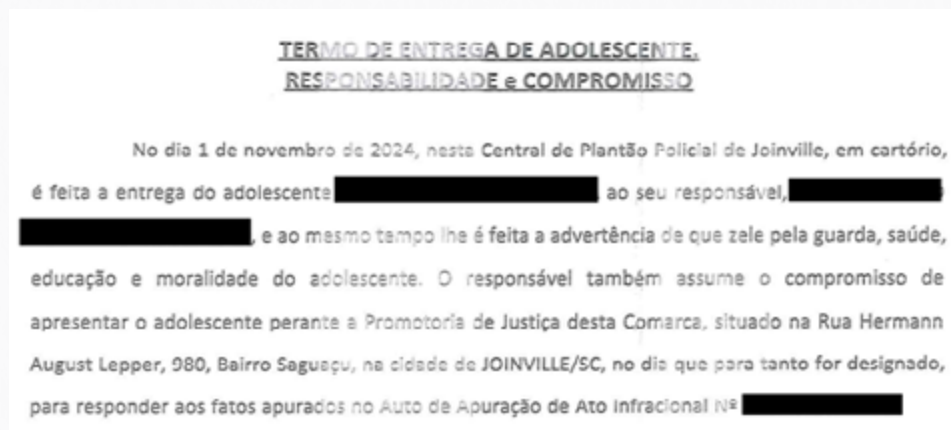 TERMO DE ENTREGA DE ADOLESCENTE.
RESPONSABILIDADE e COMPROMISSO
No dia 1 de novembro de 2024, nesta Central de Plantão Policial de Joinville, em cartório,
é feita a entrega do adolescente ao seu responsável,
, e ao mesmo tempo lhe é feita a advertência de que zele pela guarda, saúde,
educação e moralidade do adolescente. O responsável também assume o compromisso de
apresentar o adolescente perante a Promotoria de Justiça desta Comarca, situado na Rua Hermann
August Lepper, 980, Bairro Saguaçu, na cidade de JOINVILLE/SC, no dia que para tanto for designado,
para responder aos fatos apurados no Auto de Apuração de Ato Infracional Nº